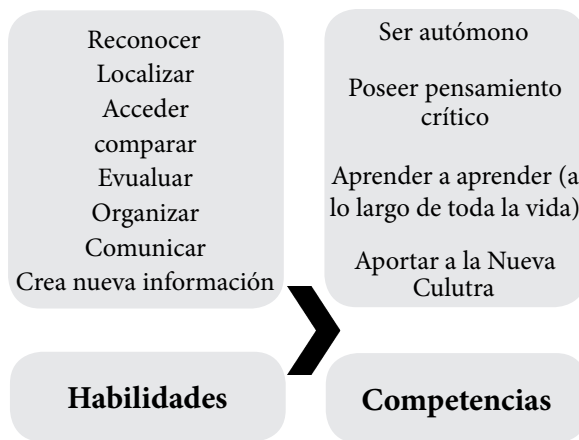 Reconocer
Localizar
Acceder
comparar
Evualuar
Organizar
Comunicar
Crea nueva información
Habilidades
Ser autómono
Poseer pensamiento
crítico
Aprender a aprender (a
lo largo de toda la vida)
Aportar a la Nueva
Culutra
Competencias